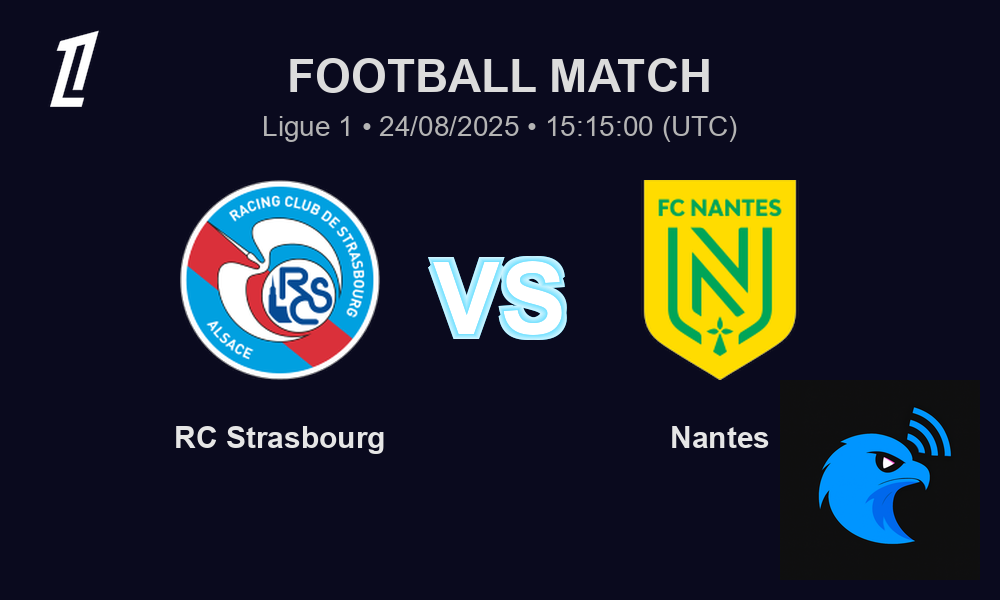 FOOTBALL MATCH
Ligue 1 • 24/08/2025 • 15:15:00 (UTC)
RACING CLUB DE STRASBOURG
RSC
ALSACE
VS
FC NANTES
N
RC Strasbourg
Nantes